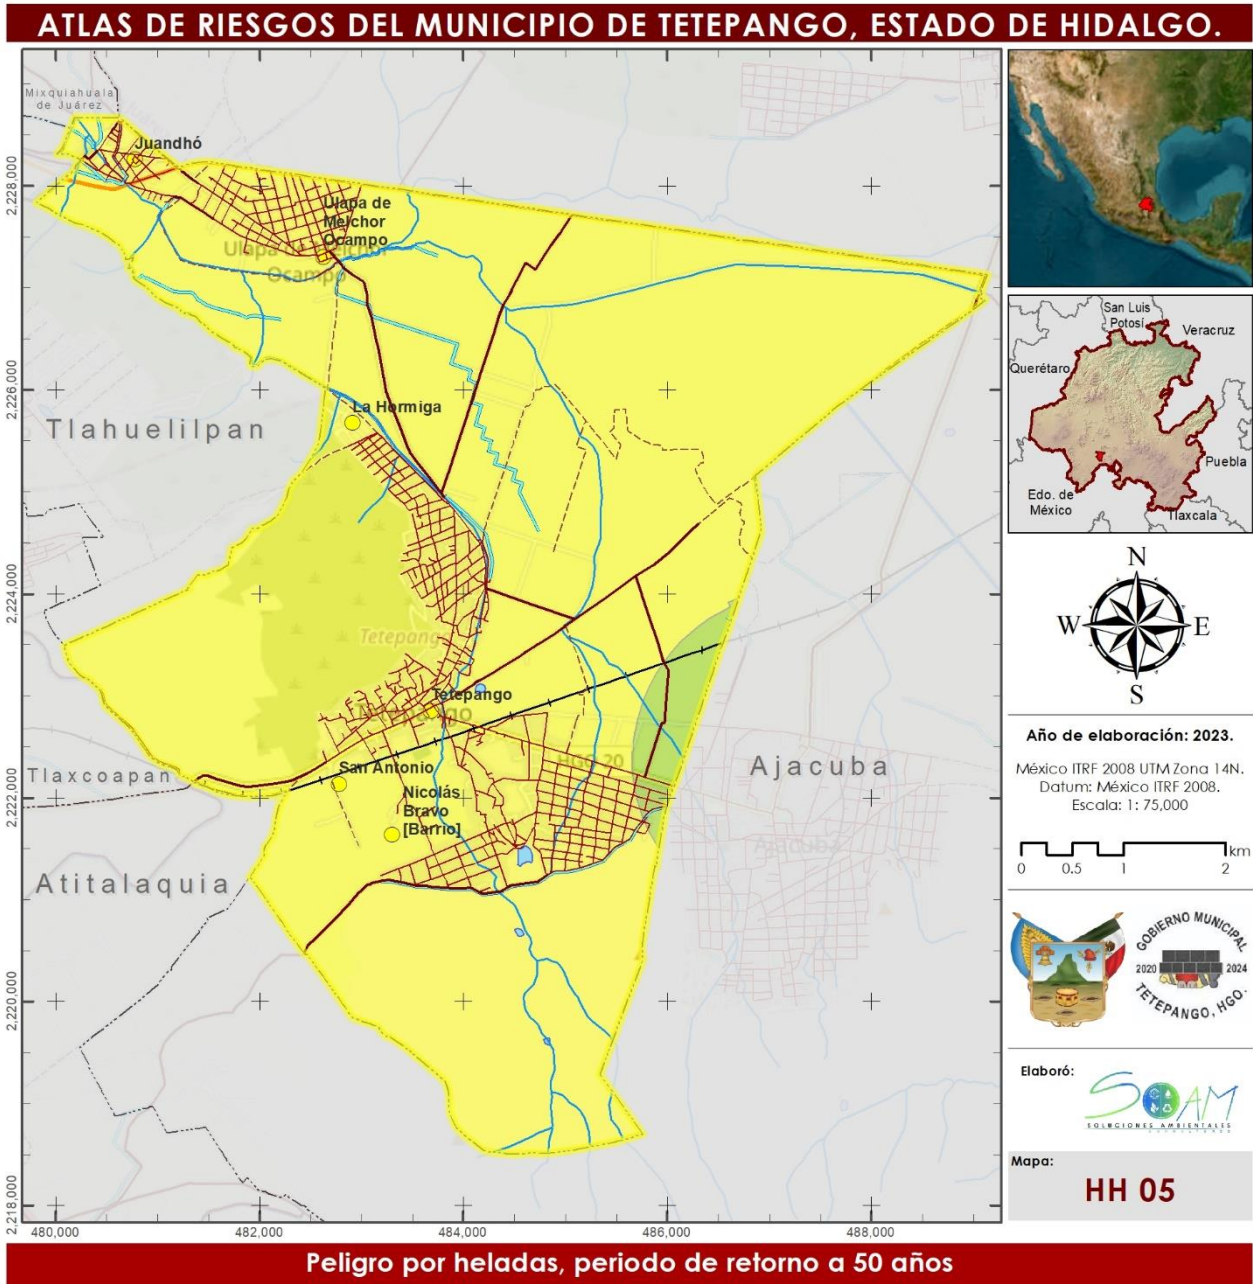 ATLAS DE RIESGOS DEL MUNICIPIO DE TETEPANGO, ESTADO DE HIDALGO.
Mixquiahuala
de Juárez
Juandhó
2,228,000
Ulapa de
Melchor
Ocampo
Ulapa de Melchor
Ocampo
2,226,000
La Hormiga
Tlahuelilpan
2,224,000
Tetepango
Tetepango
Tetepango
HGO 20
San Antonio
Tlaxcoapan
Nicolás
Bravo
[Barrio]
2,222,000
Ajacuba
Ajacuba
Atitalaquia
2,220,000
2,218,000
480,000
482,000
484,000
486,000
488,000
San Luis
Potosí
Veracruz
Querétaro
Puebla
Edo. de
México
Tlaxcala
N
W
E
S
Año de elaboración: 2023.
México ITRF 2008 UTM Zona 14N.
Datum: México ITRF 2008.
Escala: 1: 75,000
km
0 0.5 1 2
GOBIERNO MUNICIPAL
2020 2024
TETEPANGO, HGO.
Elaboró:
SOAM
SOLUCIONES AMBIENTALES
Mapa:
HH 05
Peligro por heladas, periodo de retorno a 50 años